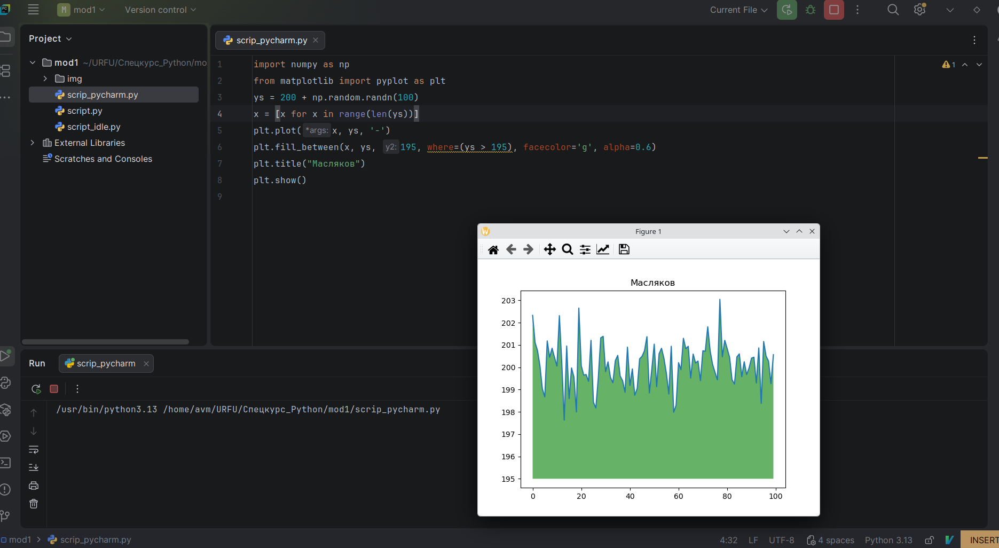 M mod1 Version control Current File
Project
scrip_pycharm.py
mod1 ~/URFU/Спецкурс_Python/mo
img
scrip_pycharm.py
script.py
script_idle.py
External Libraries
Scratches and Consoles
1 import numpy as np
2 from matplotlib import pyplot as plt
3 ys = 200 + np.random.randn(100)
4 x = [x for x in range(len(ys))]
5 plt.plot( *args: x, ys, '-')
6 plt.fill_between(x, ys, y2: 195, where=(ys > 195), facecolor='g', alpha=0.6)
7 plt.title("Масляков")
8 plt.show()
9
1
Figure 1
Масляков
203
202
201
200
199
198
197
196
195
0 20 40 60 80 100
Run scrip_pycharm
/usr/bin/python3.13 /home/avm/URFU/Спецкурс_Python/mod1/scrip_pycharm.py
mod1 scrip_pycharm.py 4:32 LF UTF-8 4 spaces Python 3.13 INSERT